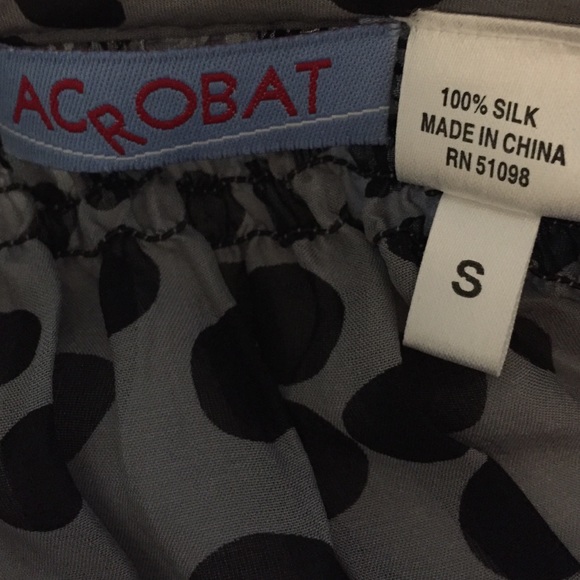 ACROBAT
100% SILK
MADE IN CHINA
RN 51098
S